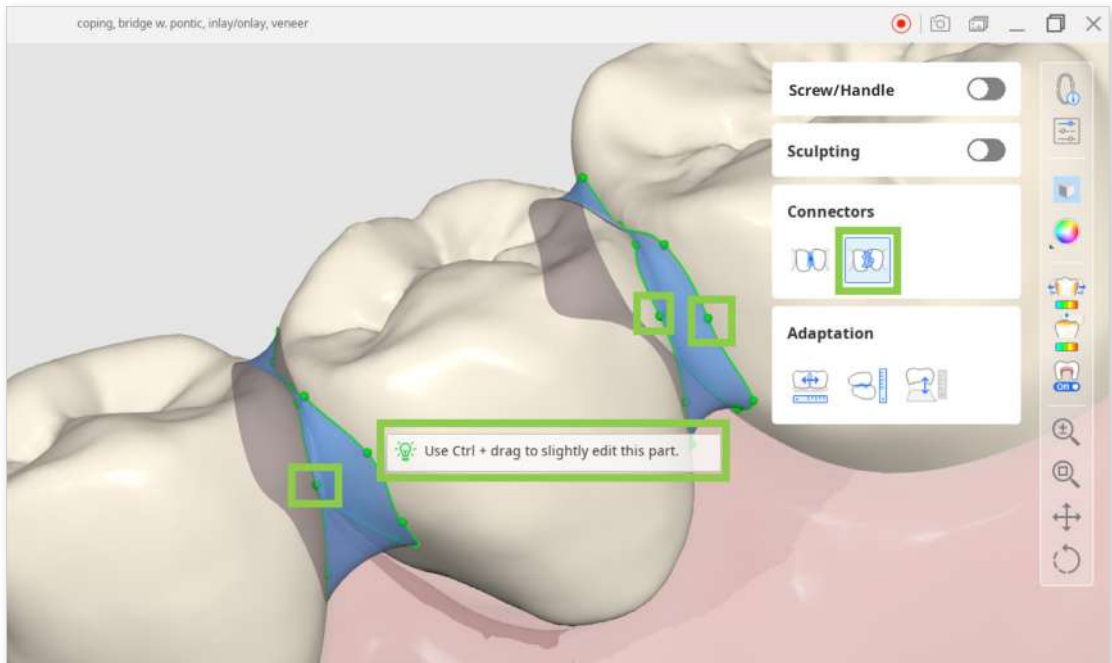 coping, bridge w. pontic, inlay/onlay, veneer
Screw/Handle
Sculpting
Connectors
Adaptation
On
Use Ctrl + drag to slightly edit this part.